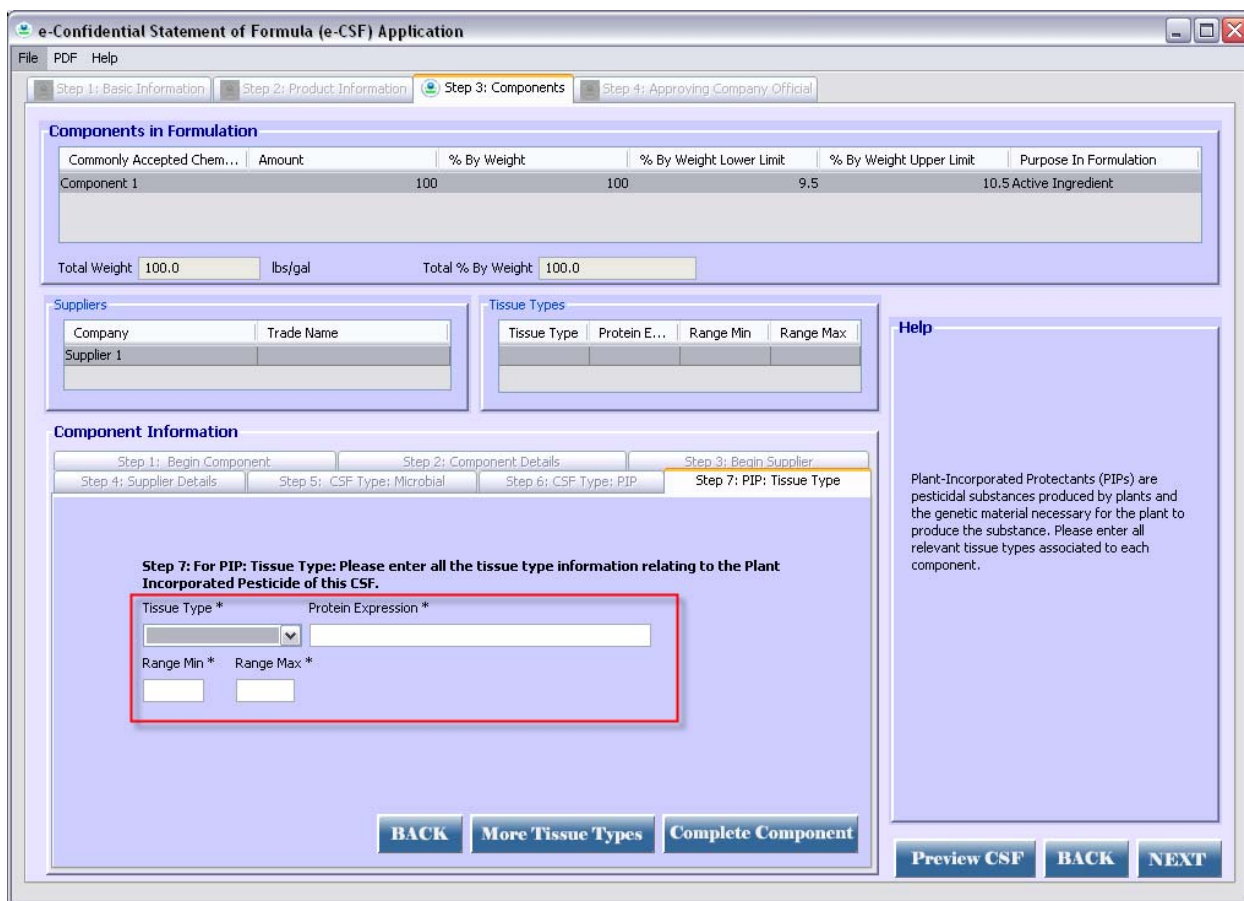 e-Confidential Statement of Formula (e-CSF) Application
File PDF Help
Step 1: Basic Information Step 2: Product Information Step 3: Components Step 4: Approving Company Official
Components in Formulation
Commonly Accepted Chem... Amount % By Weight % By Weight Lower Limit % By Weight Upper Limit Purpose In Formulation
Component 1 100 100 9.5 10.5 Active Ingredient
Total Weight 100.0 lbs/gal Total % By Weight 100.0
Suppliers
Company Trade Name
Supplier 1
Tissue Types
Tissue Type Protein E... Range Min Range Max
Component Information
Step 1: Begin Component Step 2: Component Details Step 3: Begin Supplier
Step 4: Supplier Details Step 5: CSF Type: Microbial Step 6: CSF Type: PIP Step 7: PIP: Tissue Type
Step 7: For PIP: Tissue Type: Please enter all the tissue type information relating to the Plant
Incorporated Pesticide of this CSF.
Tissue Type * Protein Expression *
Range Min * Range Max *
BACK More Tissue Types Complete Component
Help
Plant-Incorporated Protectants (PIPs) are
pesticidal substances produced by plants and
the genetic material necessary for the plant to
produce the substance. Please enter all
relevant tissue types associated to each
component.
Preview CSF BACK NEXT